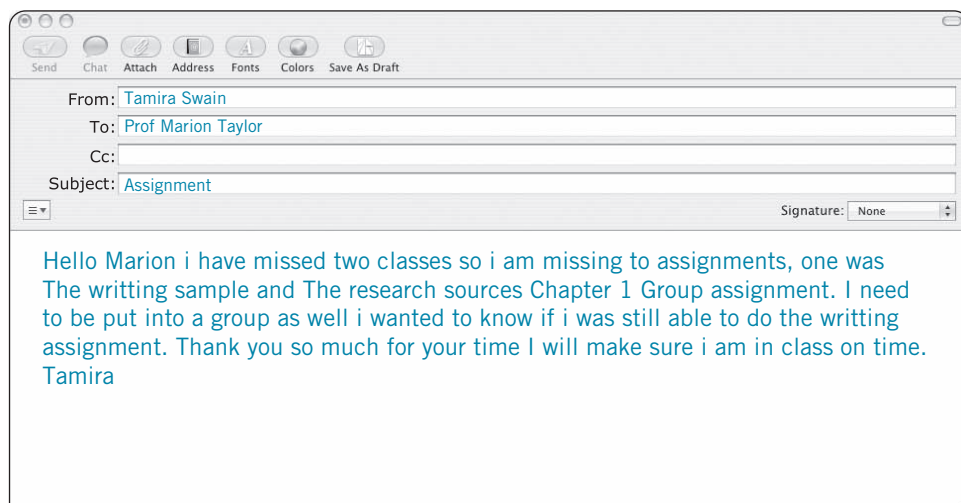 Send Chat Attach Address Fonts Colors Save As Draft
From: Tamira Swain
To: Prof Marion Taylor
Cc:
Subject: Assignment
Signature: None
Hello Marion i have missed two classes so i am missing to assignments, one was
The writting sample and The research sources Chapter 1 Group assignment. I need
to be put into a group as well i wanted to know if i was still able to do the writting
assignment. Thank you so much for your time I will make sure i am in class on time.
Tamira